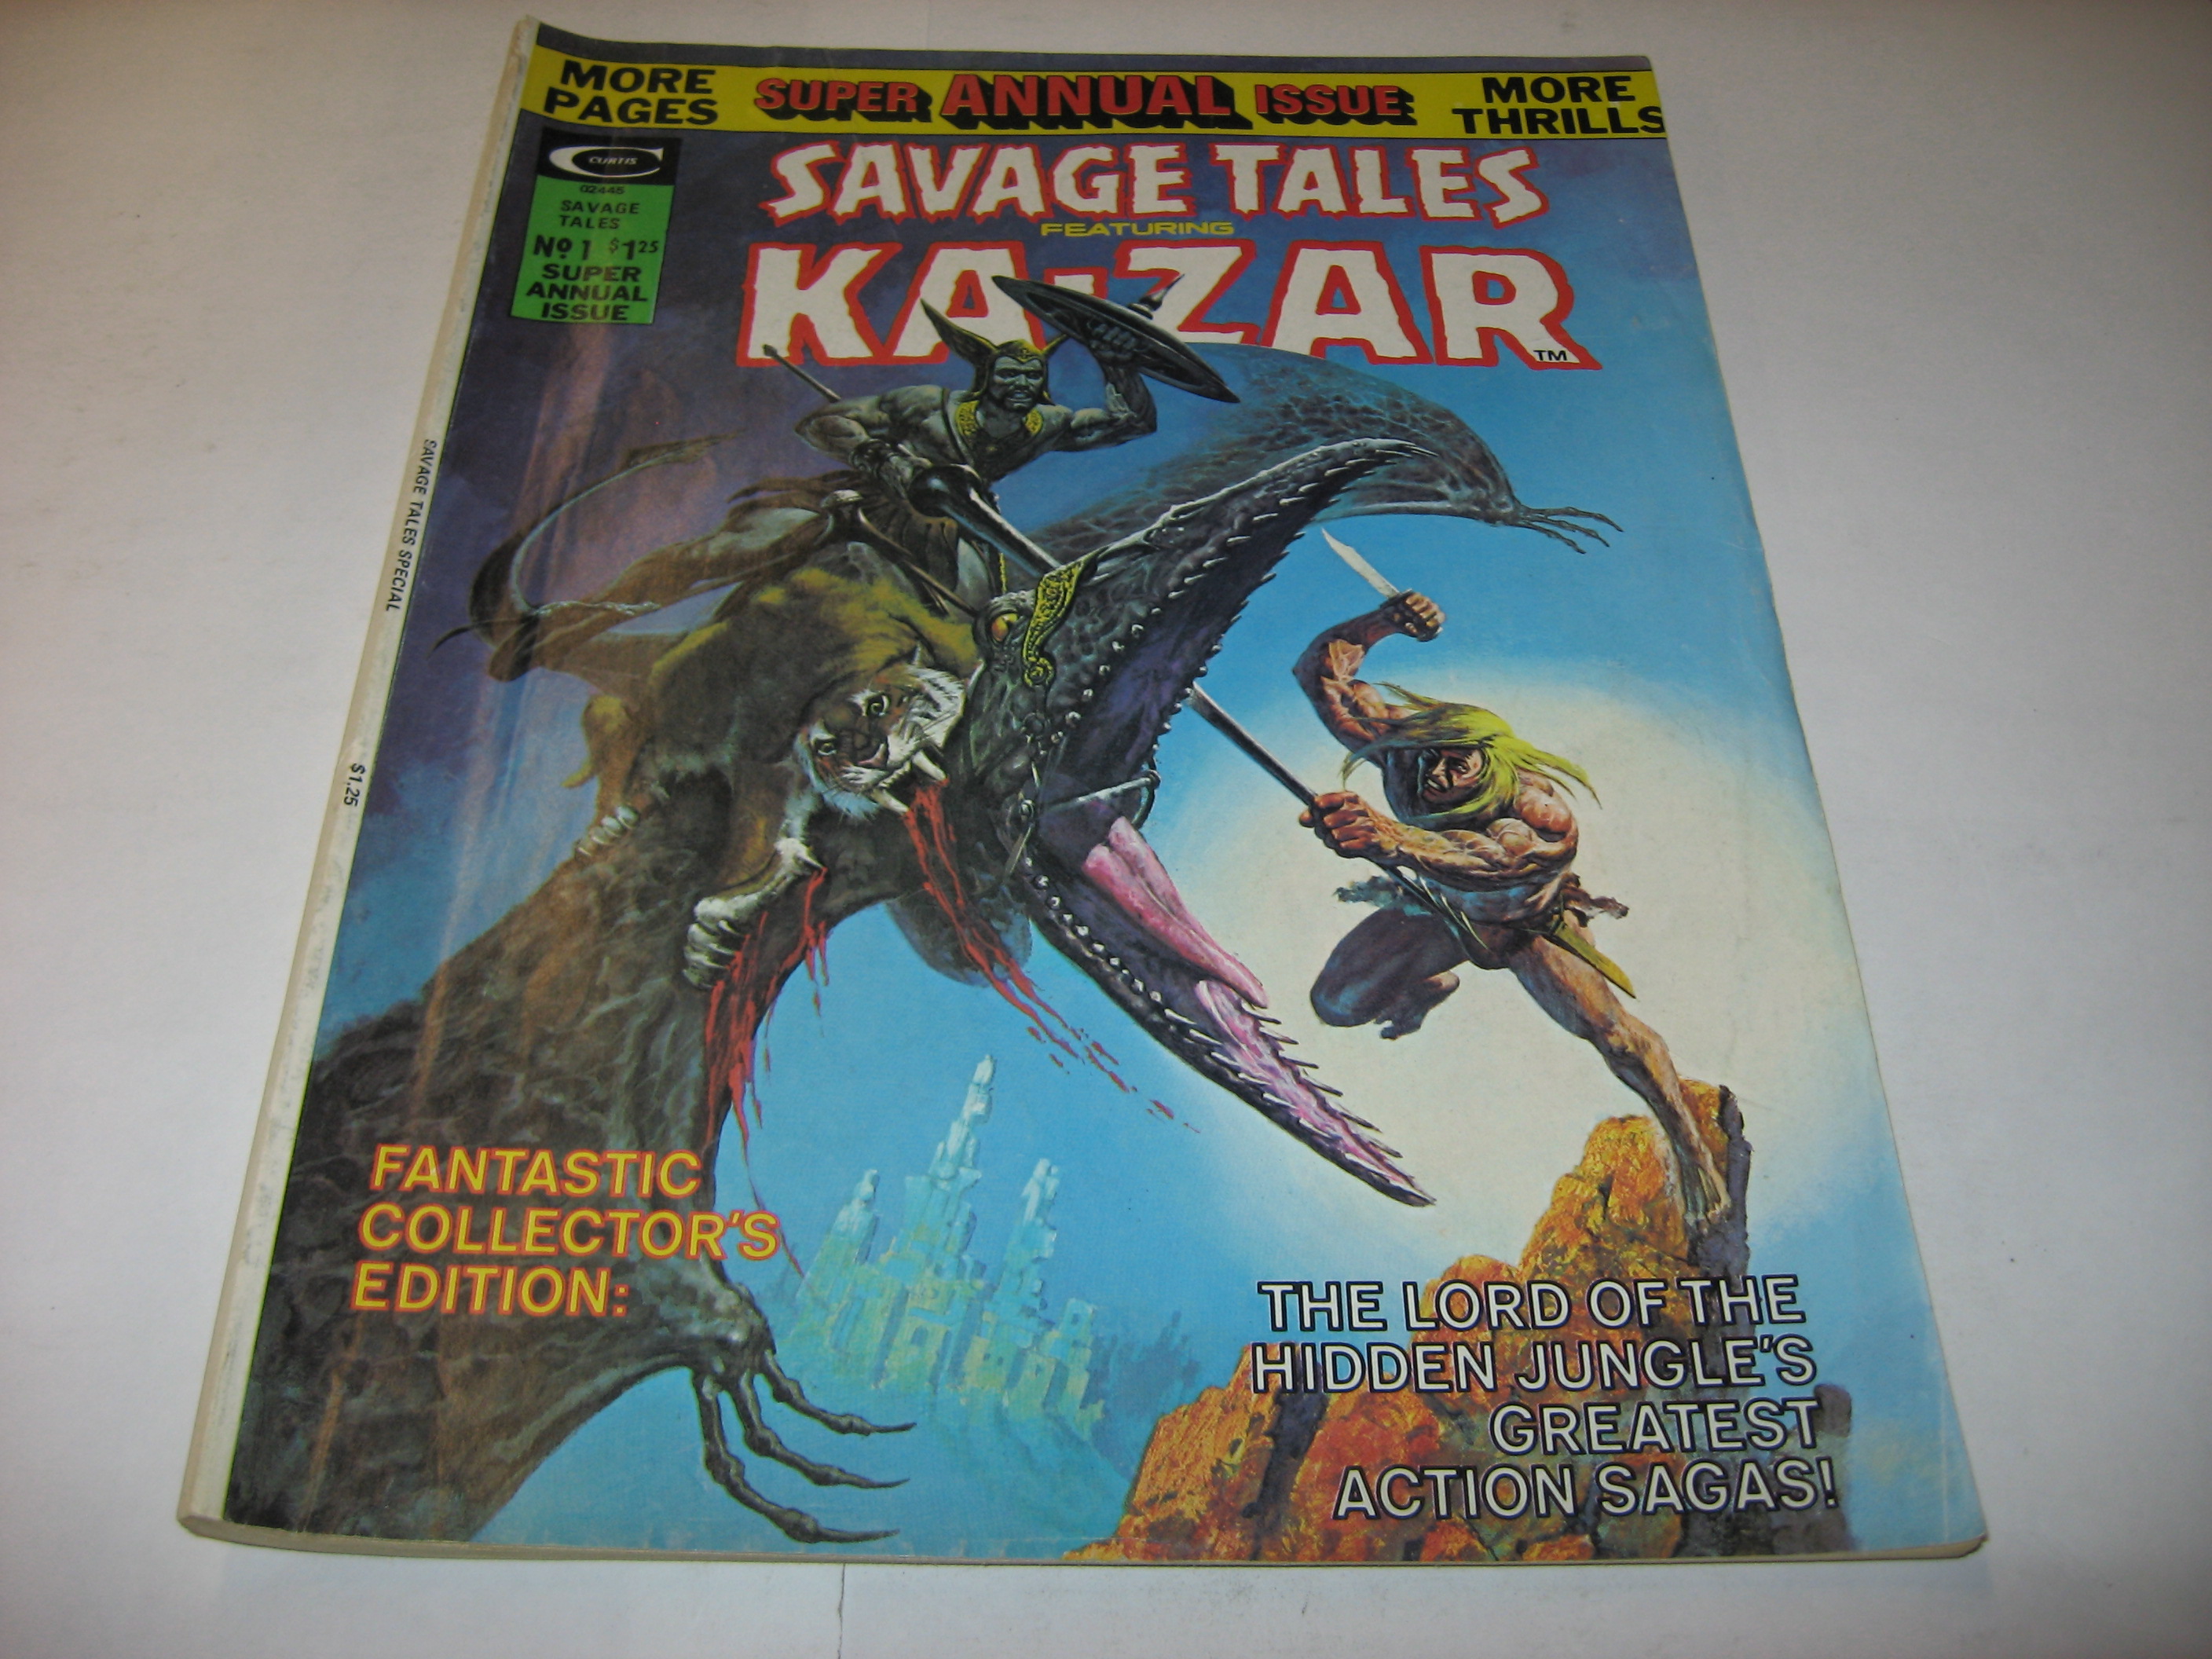 MORE PAGES
SUPER ANNUAL ISSUE
MORE THRILLS
CURTIS
02445
SAVAGE
TALES
No. 1 $1.25
SUPER
ANNUAL
ISSUE
SAVAGE TALES
FEATURING
KA-ZAR
TM
SAVAGE TALES SPECIAL
$1.25
FANTASTIC
COLLECTOR'S
EDITION:
THE LORD OF THE
HIDDEN JUNGLE'S
GREATEST
ACTION SAGAS!